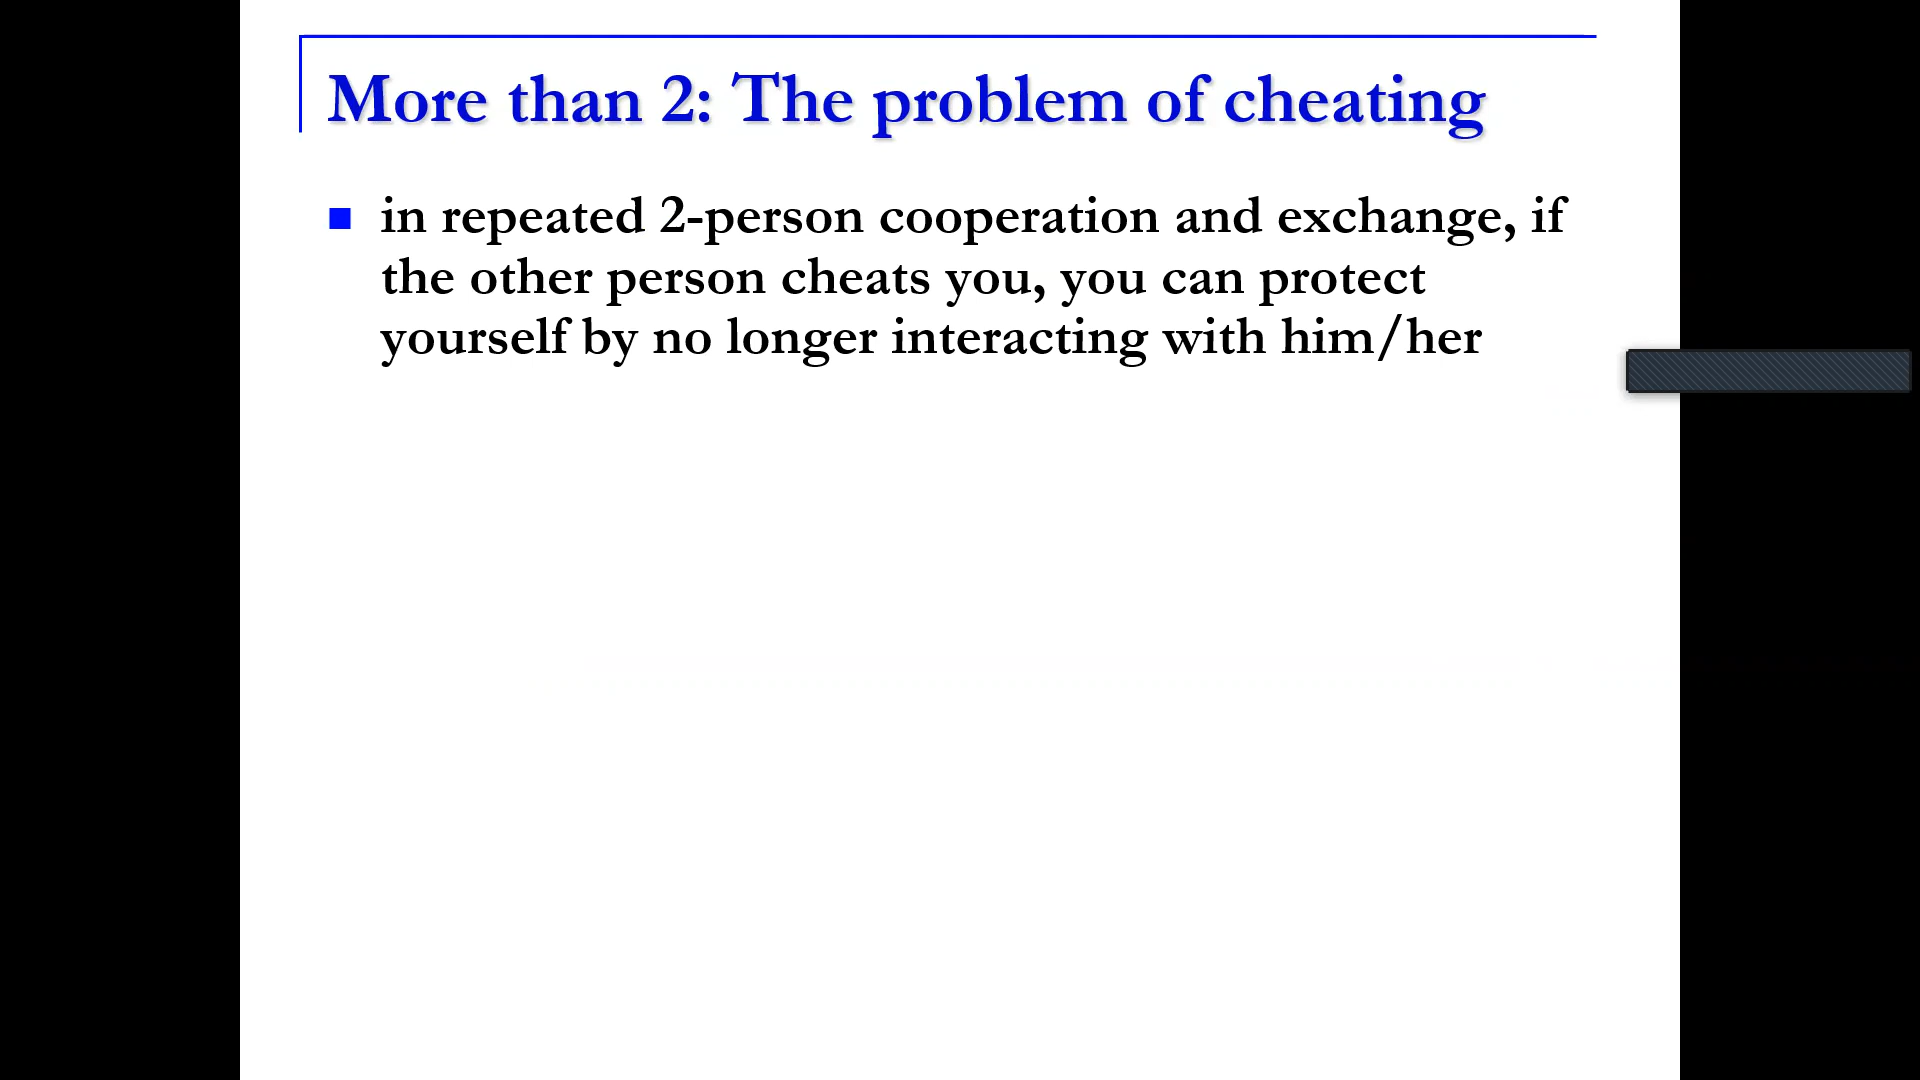 More than 2: The problem of cheating
in repeated 2-person cooperation and exchange, if
the other person cheats you, you can protect
yourself by no longer interacting with him/her